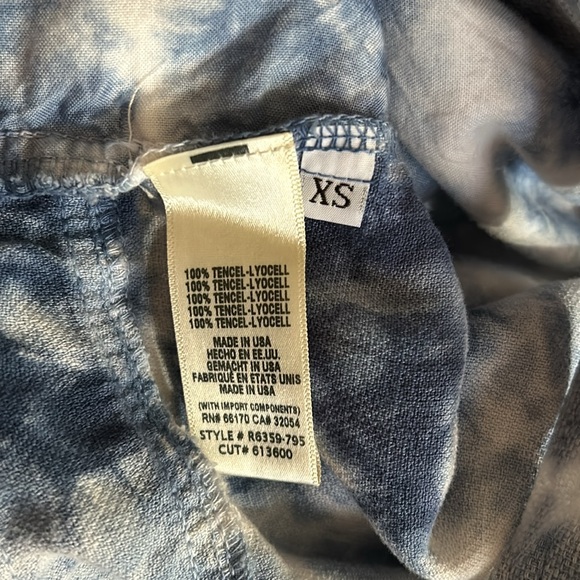 XS
100% TENCEL-LYOCELL
100% TENCEL-LYOCELL
100% TENCEL-LYOCELL
100% TENCEL-LYOCELL
100% TENCEL-LYOCELL
MADE IN USA
HECHO EN EE.UU.
GEMACHT IN USA
FABRIQUÉ EN ETATS UNIS
MADE IN USA
(WITH IMPORT COMPONENTS)
RN# 66170 CA# 32054
STYLE # R6359-795
CUT# 613600